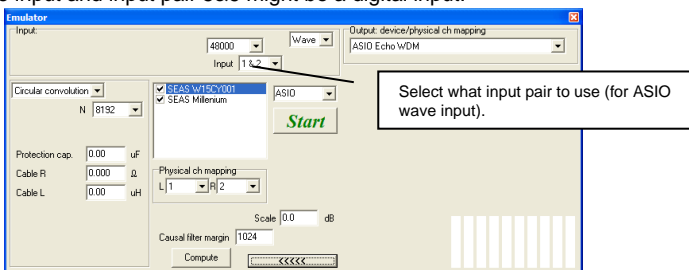 input and input pair 5&6 might be a digital input.
Emulator
Input:
48000
Wave
Input 1 & 2
Output: device/physical ch mapping
ASIO Echo WDM
Select what input pair to use (for ASIO
wave input).
Circular convolution
N 8192
SEAS W15CY001
SEAS Millenium
ASIO
Start
Protection cap. 0.00 uF
Cable R 0.000 Ω
Cable L 0.00 uH
Physical ch mapping
L 1 R 2
Scale 0.0 dB
Causal filter margin 1024
Compute
<<<<<